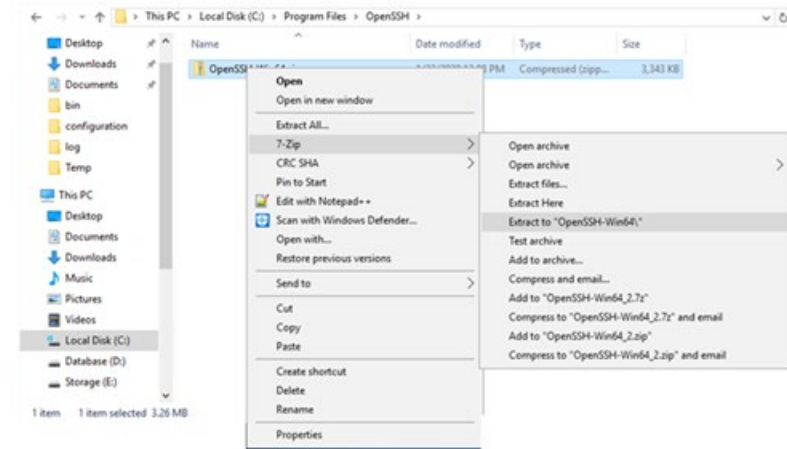 This PC > Local Disk (C:) > Program Files > OpenSSH >
Name Date modified Type Size
Desktop
Downloads
Documents
bin
configuration
log
Temp
This PC
Desktop
Documents
Downloads
Music
Pictures
Videos
Local Disk (C:)
Database (D:)
Storage (E:)
PM Compressed (zipp... 3,343 KB
Open
Open in new window
Extract All...
7-Zip
CRC SHA
Pin to Start
Edit with Notepad++
Scan with Windows Defender...
Open with...
Restore previous versions
Send to
Cut
Copy
Paste
Create shortcut
Delete
Rename
Properties
Open archive
Open archive
Extract files...
Extract Here
Extract to "OpenSSH-Win64\"
Test archive
Add to archive...
Compress and email...
Add to "OpenSSH-Win64_2.7z"
Compress to "OpenSSH-Win64_2.7z" and email
Add to "OpenSSH-Win64_2.zip"
Compress to "OpenSSH-Win64_2.zip" and email
1 item 1 item selected 3.26 MB